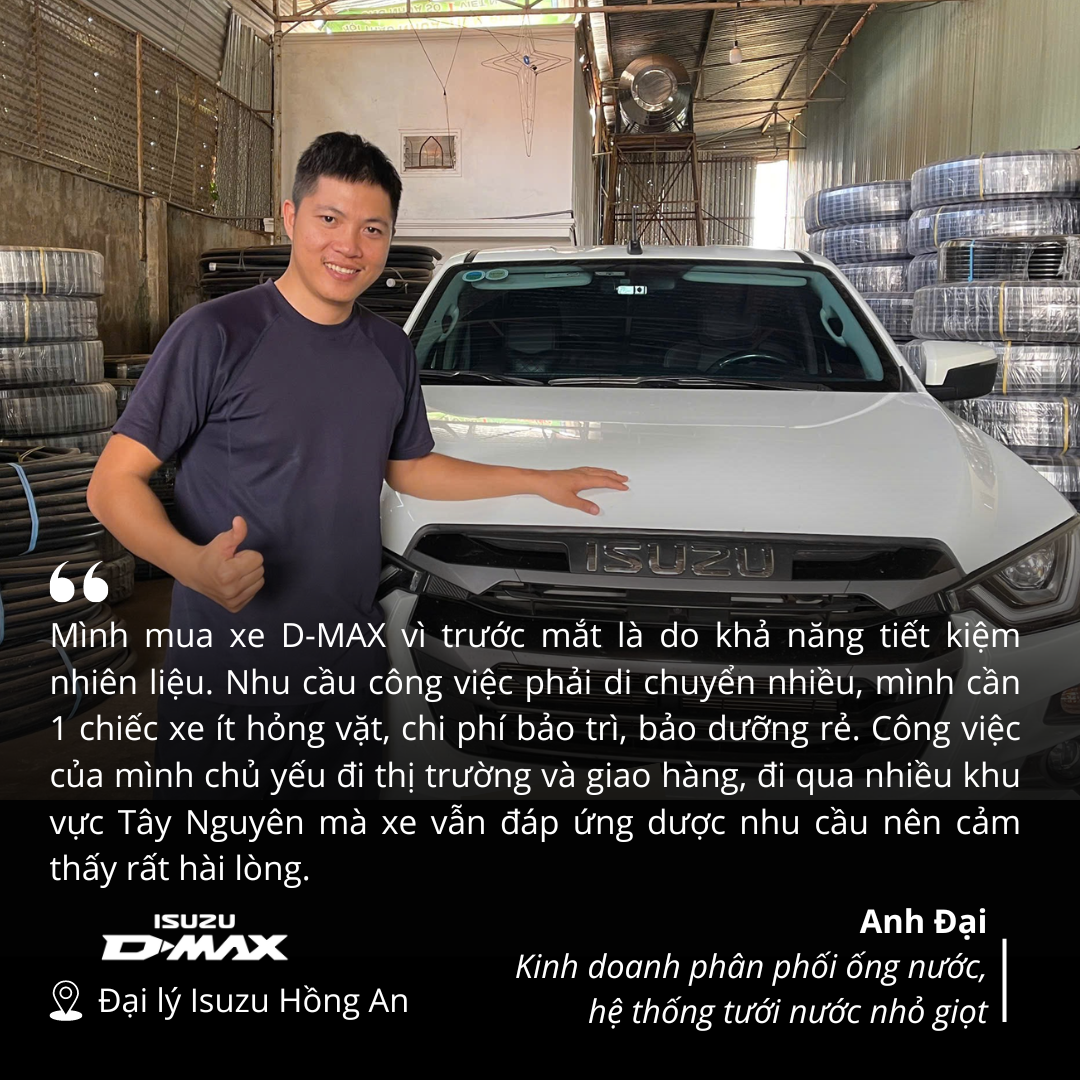 ISUZU
Mình mua xe D-MAX vì trước mắt là do khả năng tiết kiệm
nhiên liệu. Nhu cầu công việc phải di chuyển nhiều, mình cần
1 chiếc xe ít hỏng vặt, chi phí bảo trì, bảo dưỡng rẻ. Công việc
của mình chủ yếu đi thị trường và giao hàng, đi qua nhiều khu
vực Tây Nguyên mà xe vẫn đáp ứng dược nhu cầu nên cảm
thấy rất hài lòng.
ISUZU
D-MAX
Đại lý Isuzu Hồng An
Anh Đại
Kinh doanh phân phối ống nước,
hệ thống tưới nước nhỏ giọt